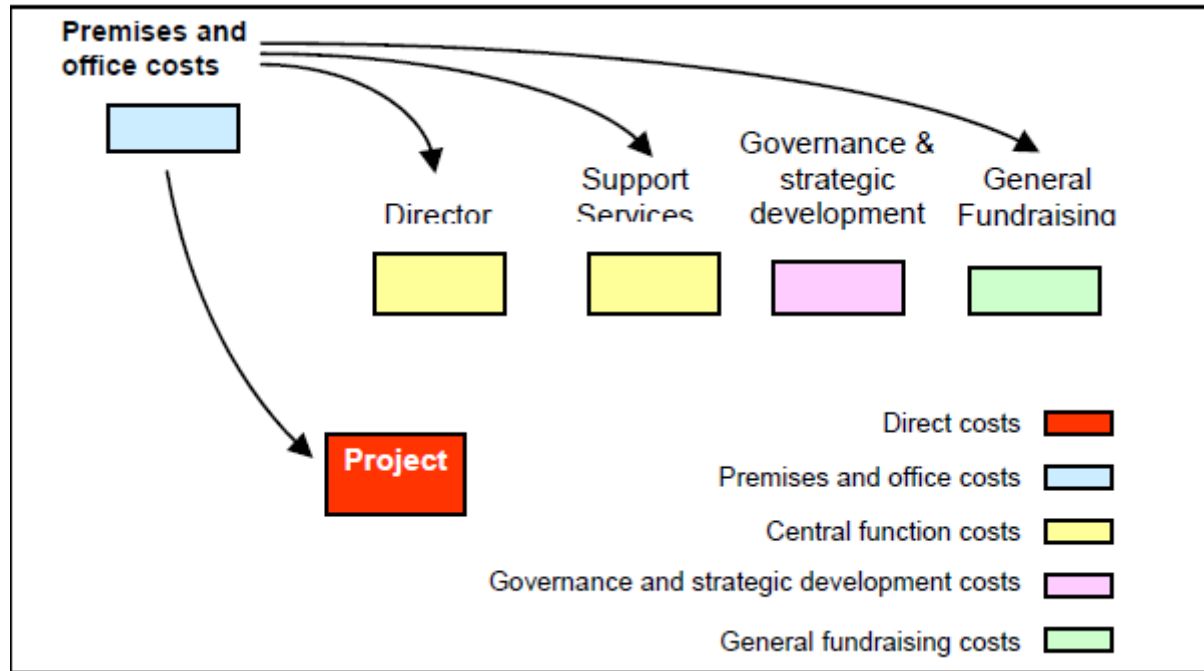 Premises and
office costs
Director
Support
Services
Governance &
strategic
development
General
Fundraising
Project
Direct costs
Premises and office costs
Central function costs
Governance and strategic development costs
General fundraising costs